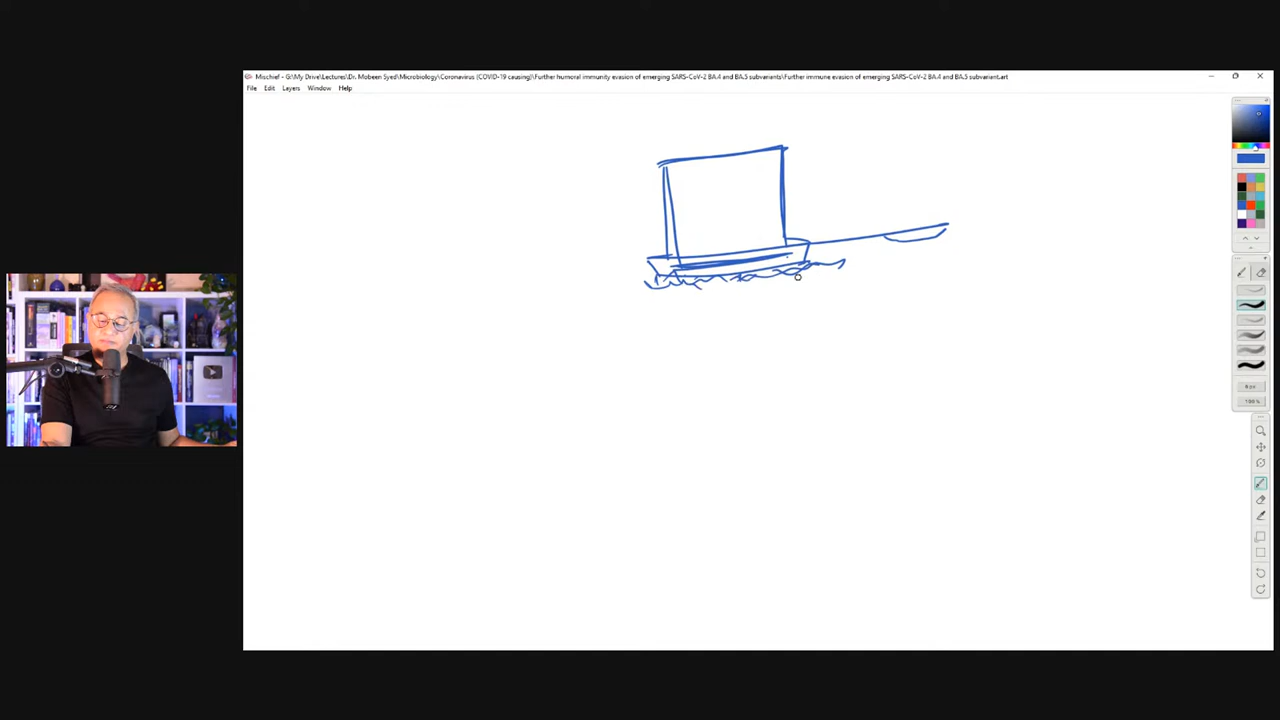 Mischief - G:\My Drive\Lectures\Dr. Mobeen Syed\Microbiology\Coronavirus (COVID-19 causing)\Further humoral immunity evasion of emerging SARS-CoV-2 BA.4 and BA.5 subvariants\Further immune evasion of emerging SARS-CoV-2 BA.4 and BA.5 subvariant.art
File Edit Layers Window Help